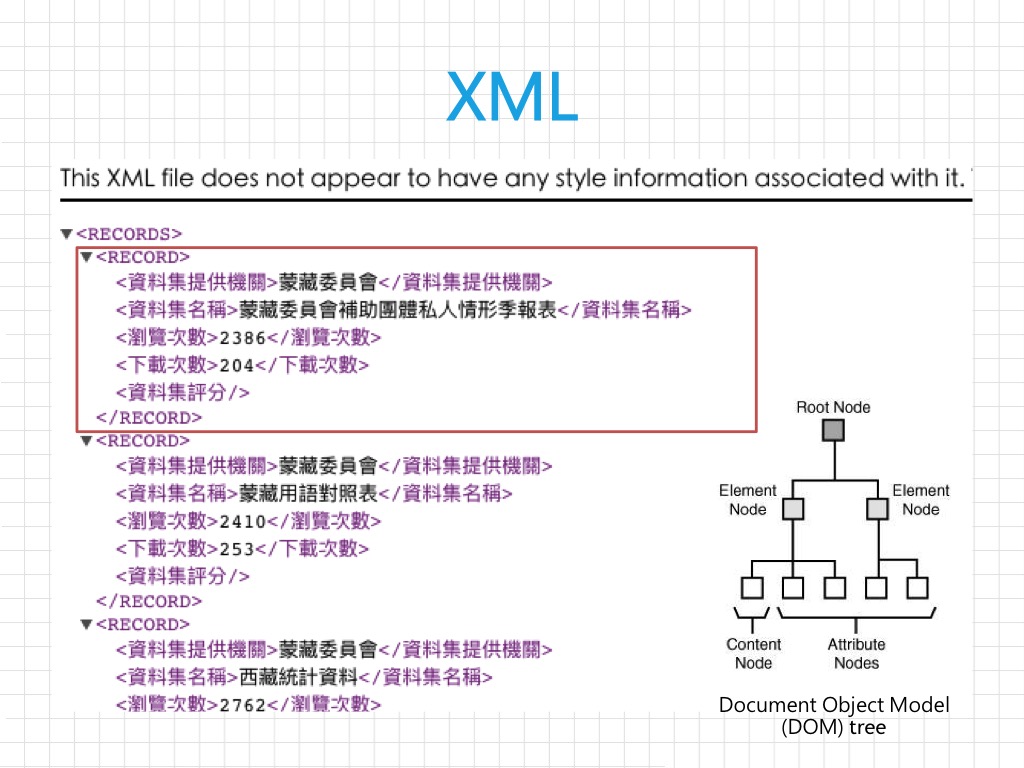 XML
This XML file does not appear to have any style information associated with it.
▼<RECORDS>
▼<RECORD>
<資料集提供機關>蒙藏委員會</資料集提供機關>
<資料集名稱>蒙藏委員會補助團體私人情形季報表</資料集名稱>
<瀏覽次數>2386</瀏覽次數>
<下載次數>204</下載次數>
<資料集評分/>
</RECORD>
▼<RECORD>
<資料集提供機關>蒙藏委員會</資料集提供機關>
<資料集名稱>蒙藏用語對照表</資料集名稱>
<瀏覽次數>2410</瀏覽次數>
<下載次數>253</下載次數>
<資料集評分/>
</RECORD>
▼<RECORD>
<資料集提供機關>蒙藏委員會</資料集提供機關>
<資料集名稱>西藏統計資料</資料集名稱>
<瀏覽次數>2762</瀏覽次數>
Root Node
Element
Node
Element
Node
Content
Node
Attribute
Nodes
Document Object Model
(DOM) tree